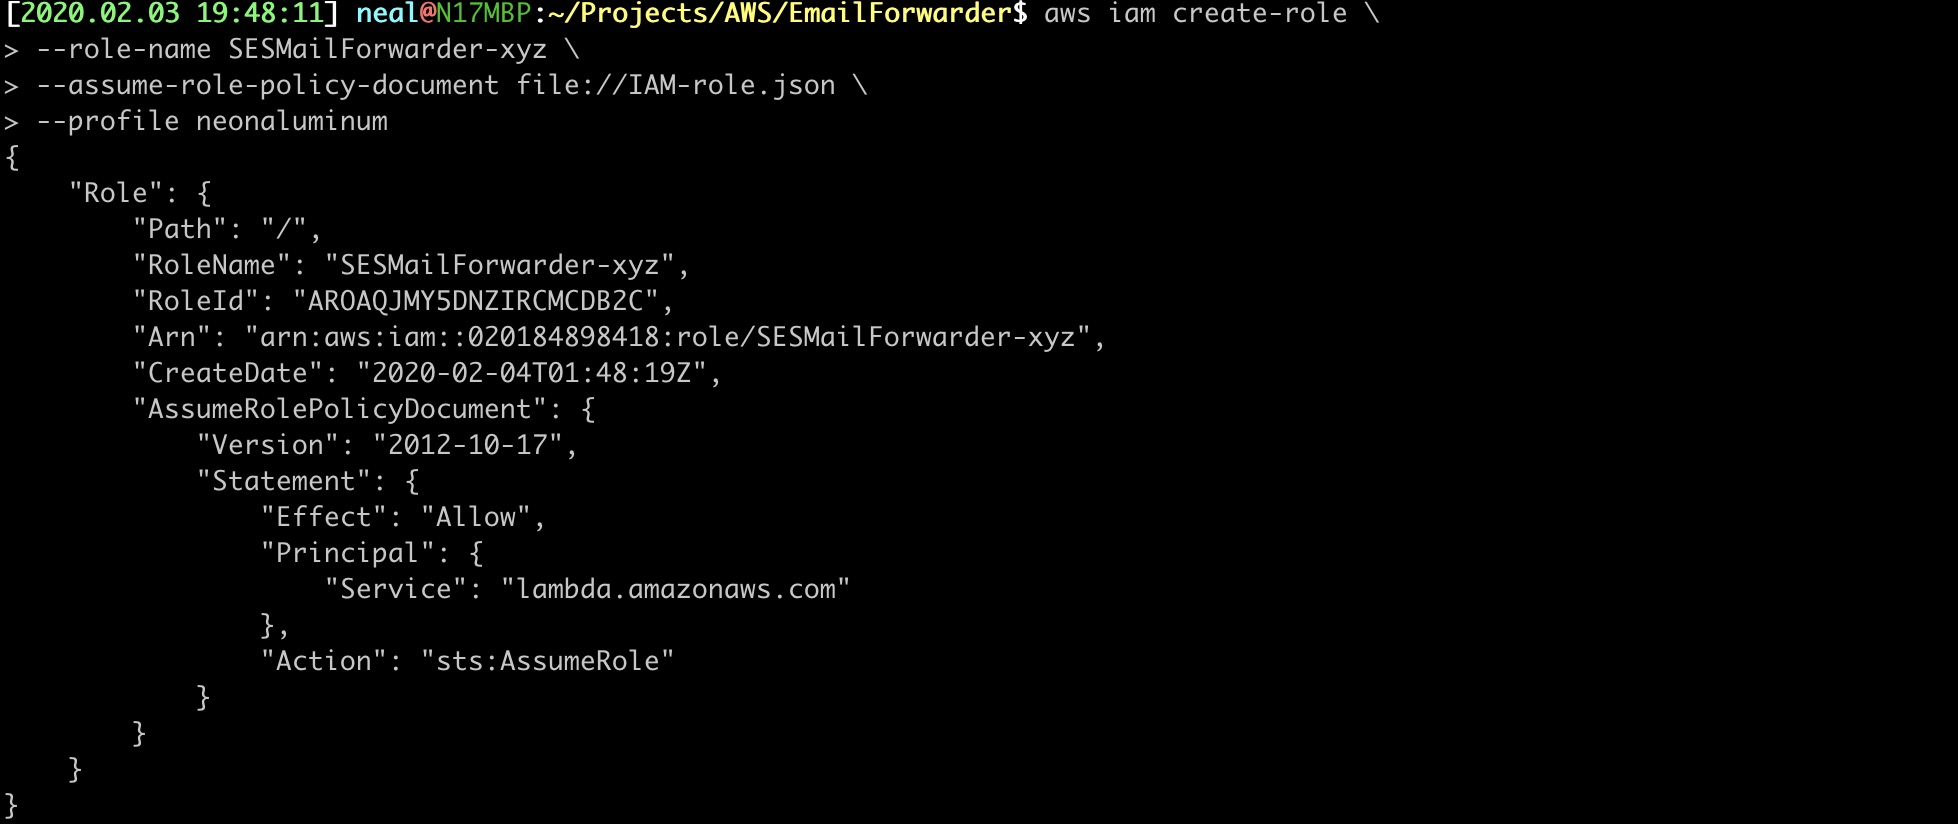 [2020.02.03 19:48:11] neal@N17MBP:~/Projects/AWS/EmailForwarder$ aws iam create-role \
> --role-name SESMailForwarder-xyz \
> --assume-role-policy-document file://IAM-role.json \
> --profile neonaluminum
{
    "Role": {
        "Path": "/",
        "RoleName": "SESMailForwarder-xyz",
        "RoleId": "AROAQJMY5DNZIRCMCDB2C",
        "Arn": "arn:aws:iam::020184898418:role/SESMailForwarder-xyz",
        "CreateDate": "2020-02-04T01:48:19Z",
        "AssumeRolePolicyDocument": {
            "Version": "2012-10-17",
            "Statement": {
                "Effect": "Allow",
                "Principal": {
                    "Service": "lambda.amazonaws.com"
                },
                "Action": "sts:AssumeRole"
            }
        }
    }
}